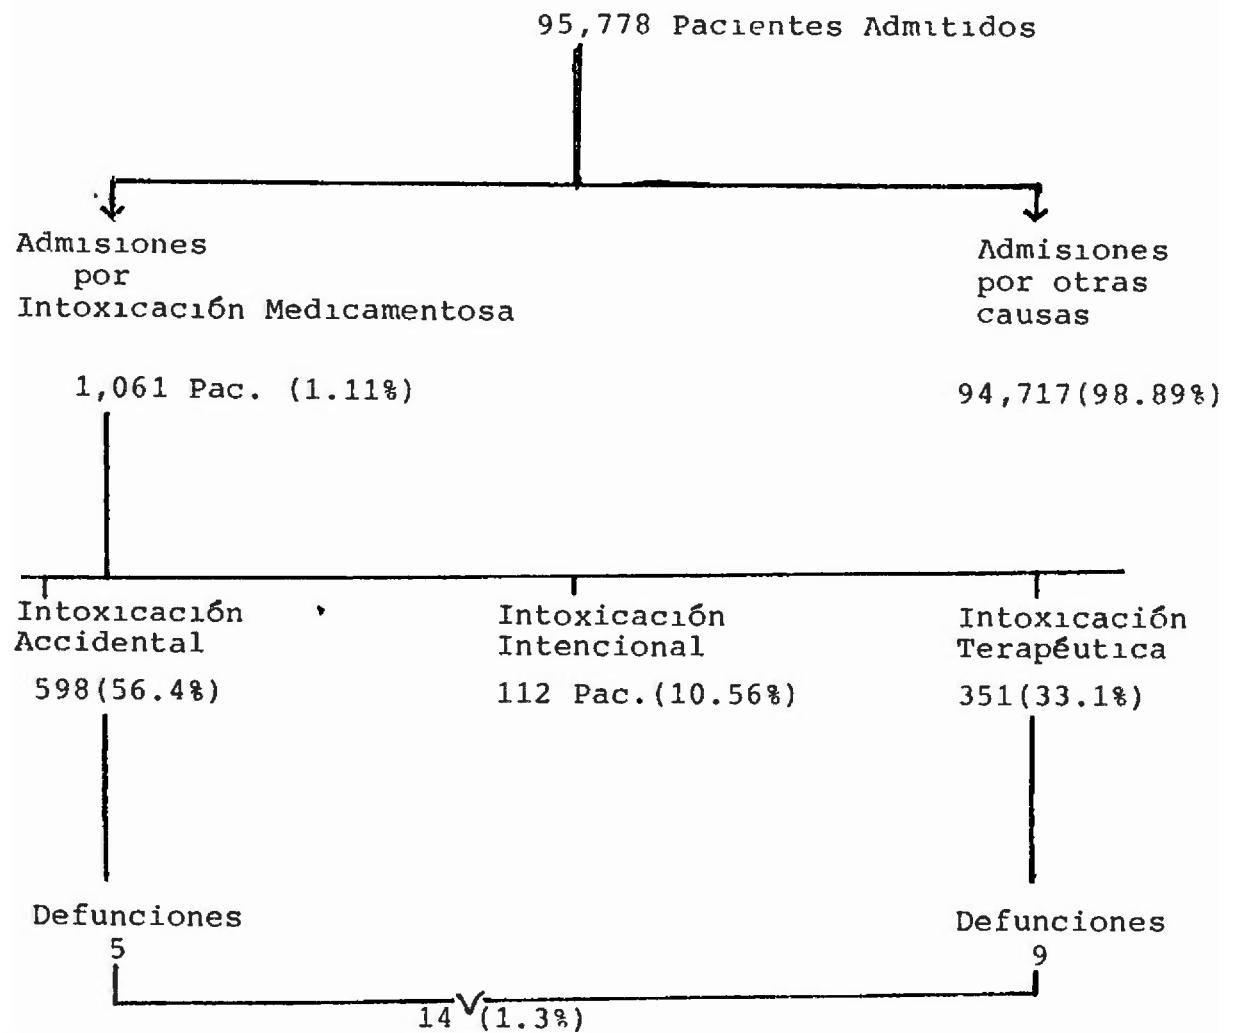 95,778 Pacientes Admitidos
Admisiones
por
Intoxicación Medicamentosa
1,061 Pac. (1.11%)
Admisiones
por otras
causas
94,717(98.89%)
Intoxicación
Accidental
598(56.4%)
Intoxicación
Intencional
112 Pac.(10.56%)
Intoxicación
Terapéutica
351(33.1%)
Defunciones
5
Defunciones
9
14 (1.3%)